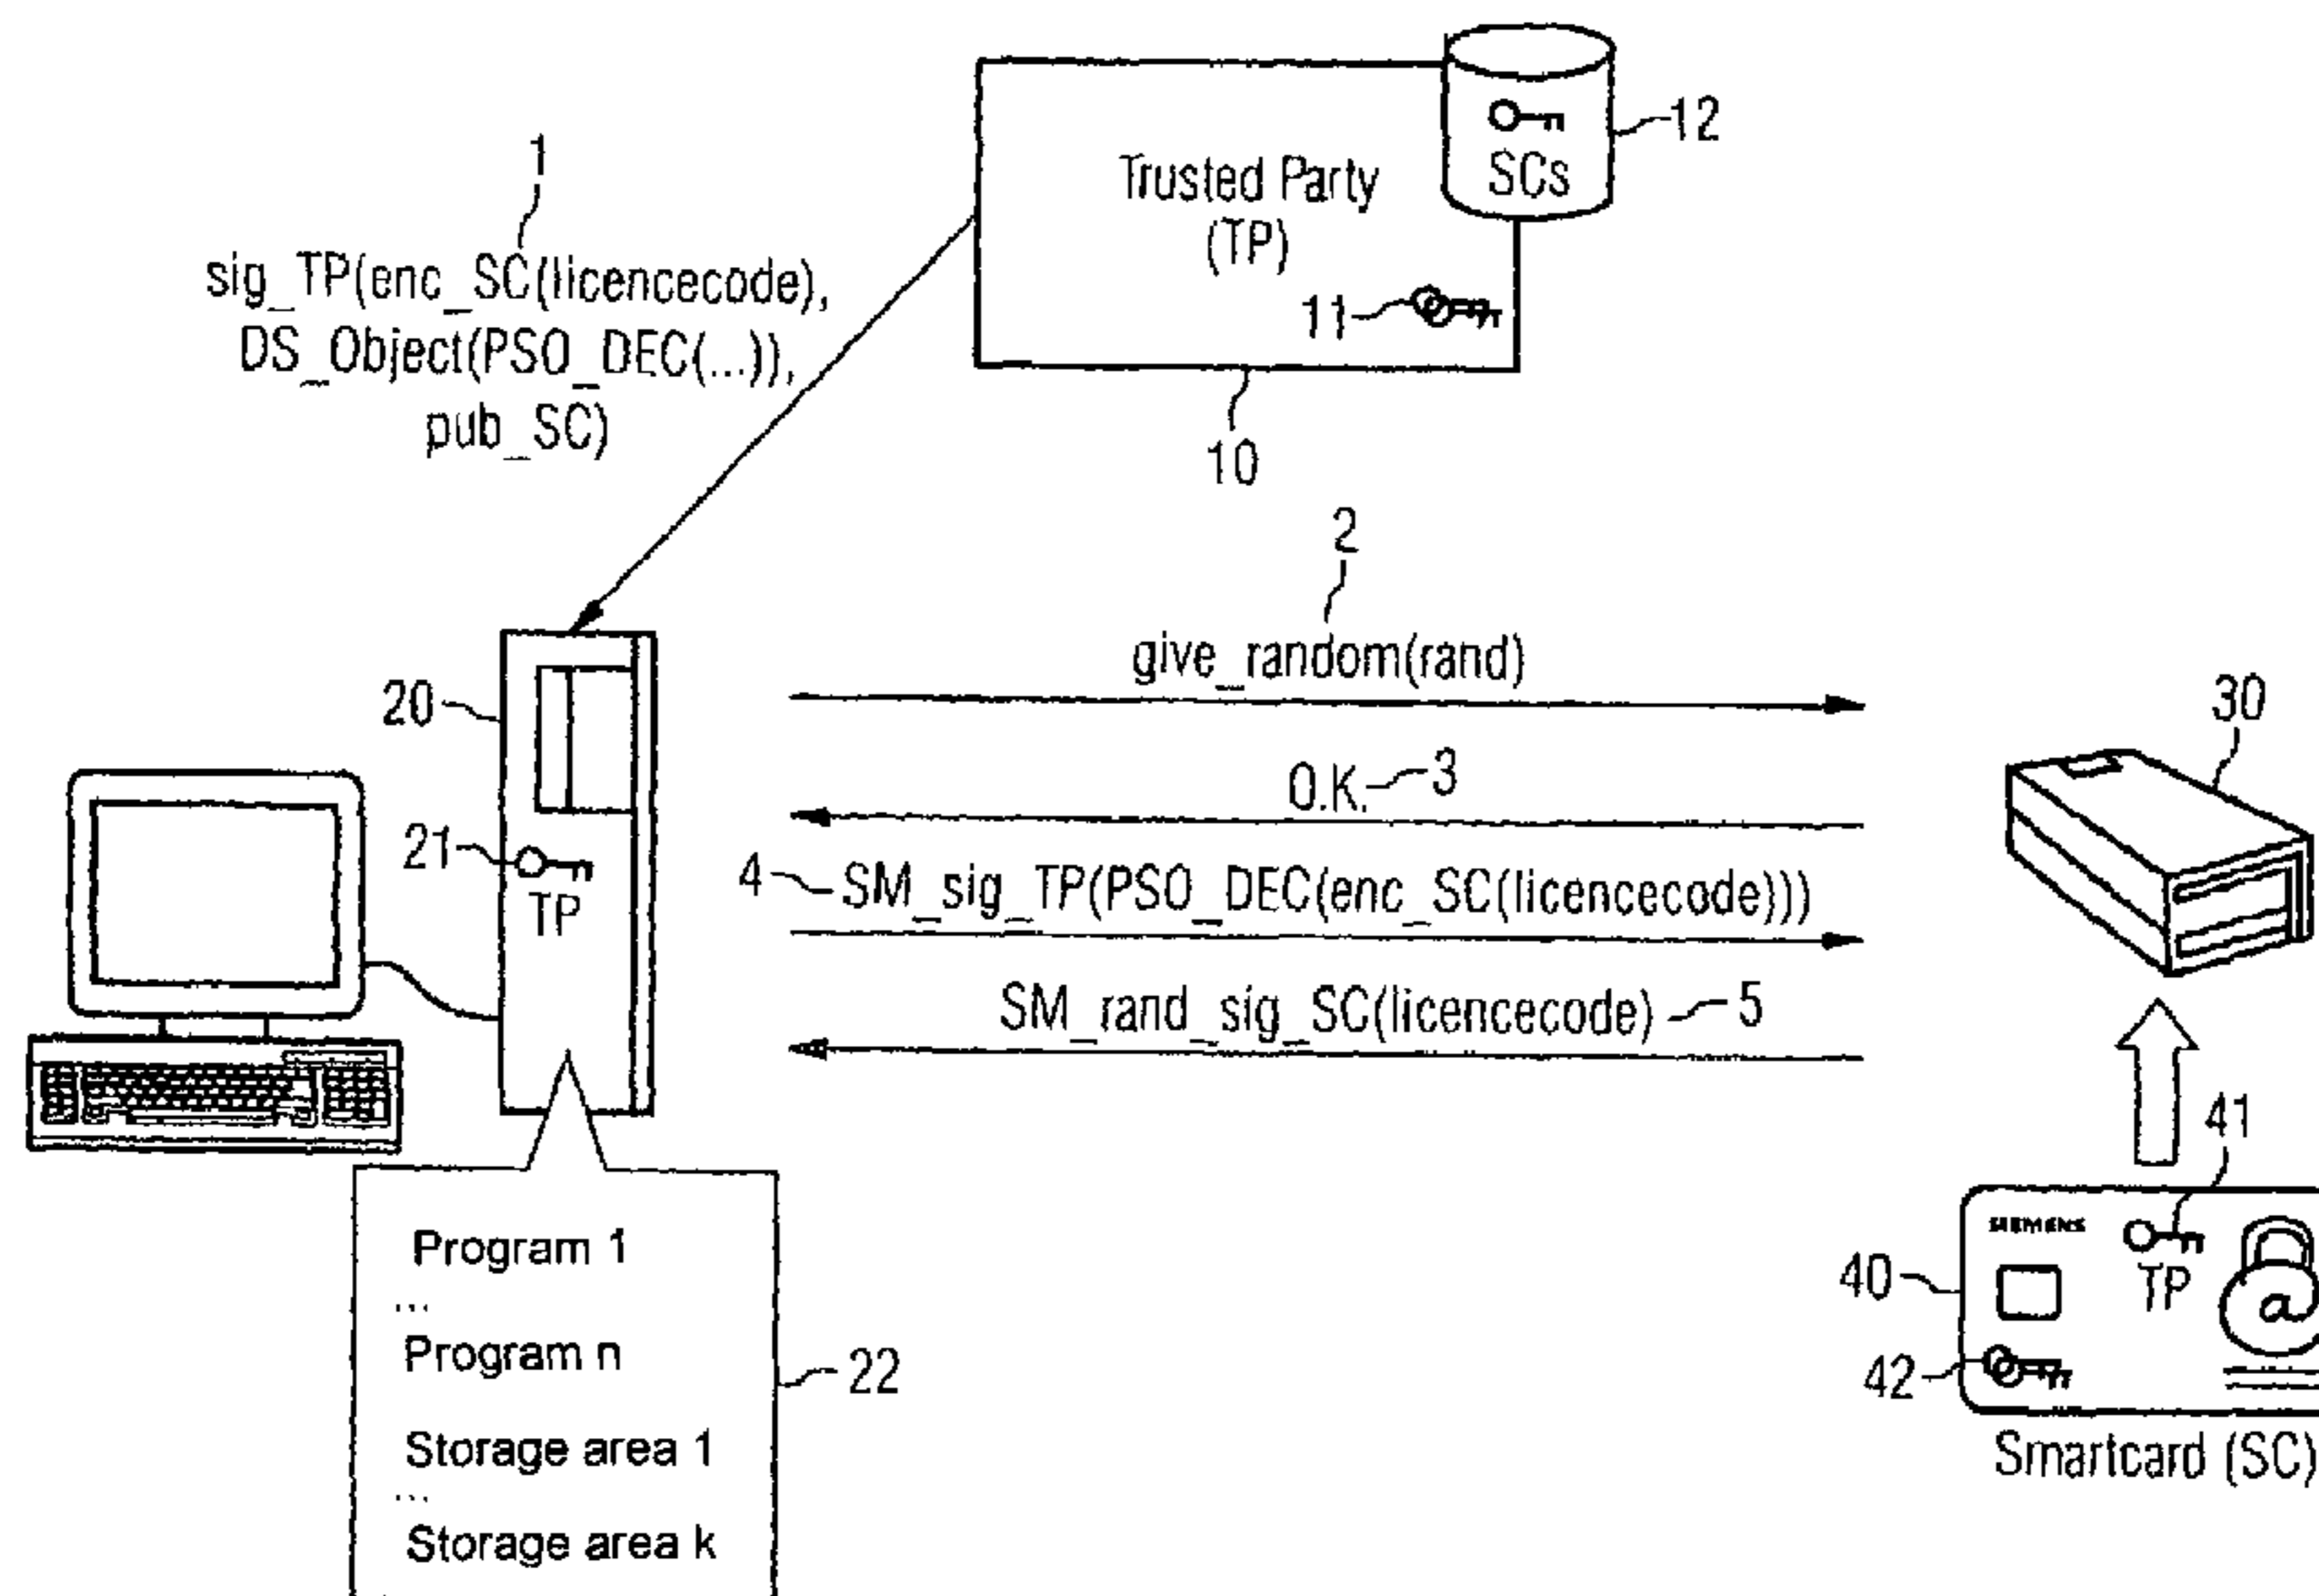 12
SCs
Trusted Party
(TP)
11
10
1
sig_TP(enc_SC(licencecode),
DS_Object(PSO_DEC(...)),
pub_SC)
2
give_random(rand)
20
30
O.K. 3
21
TP
4 SM_sig_TP(PSO_DEC(enc_SC(licencecode)))
SM_rand_sig_SC(licencecode) 5
41
SIEMENS
TP
40
@
42
Smartcard (SC)
Program 1
...
Program n
22
Storage area 1
...
Storage area k